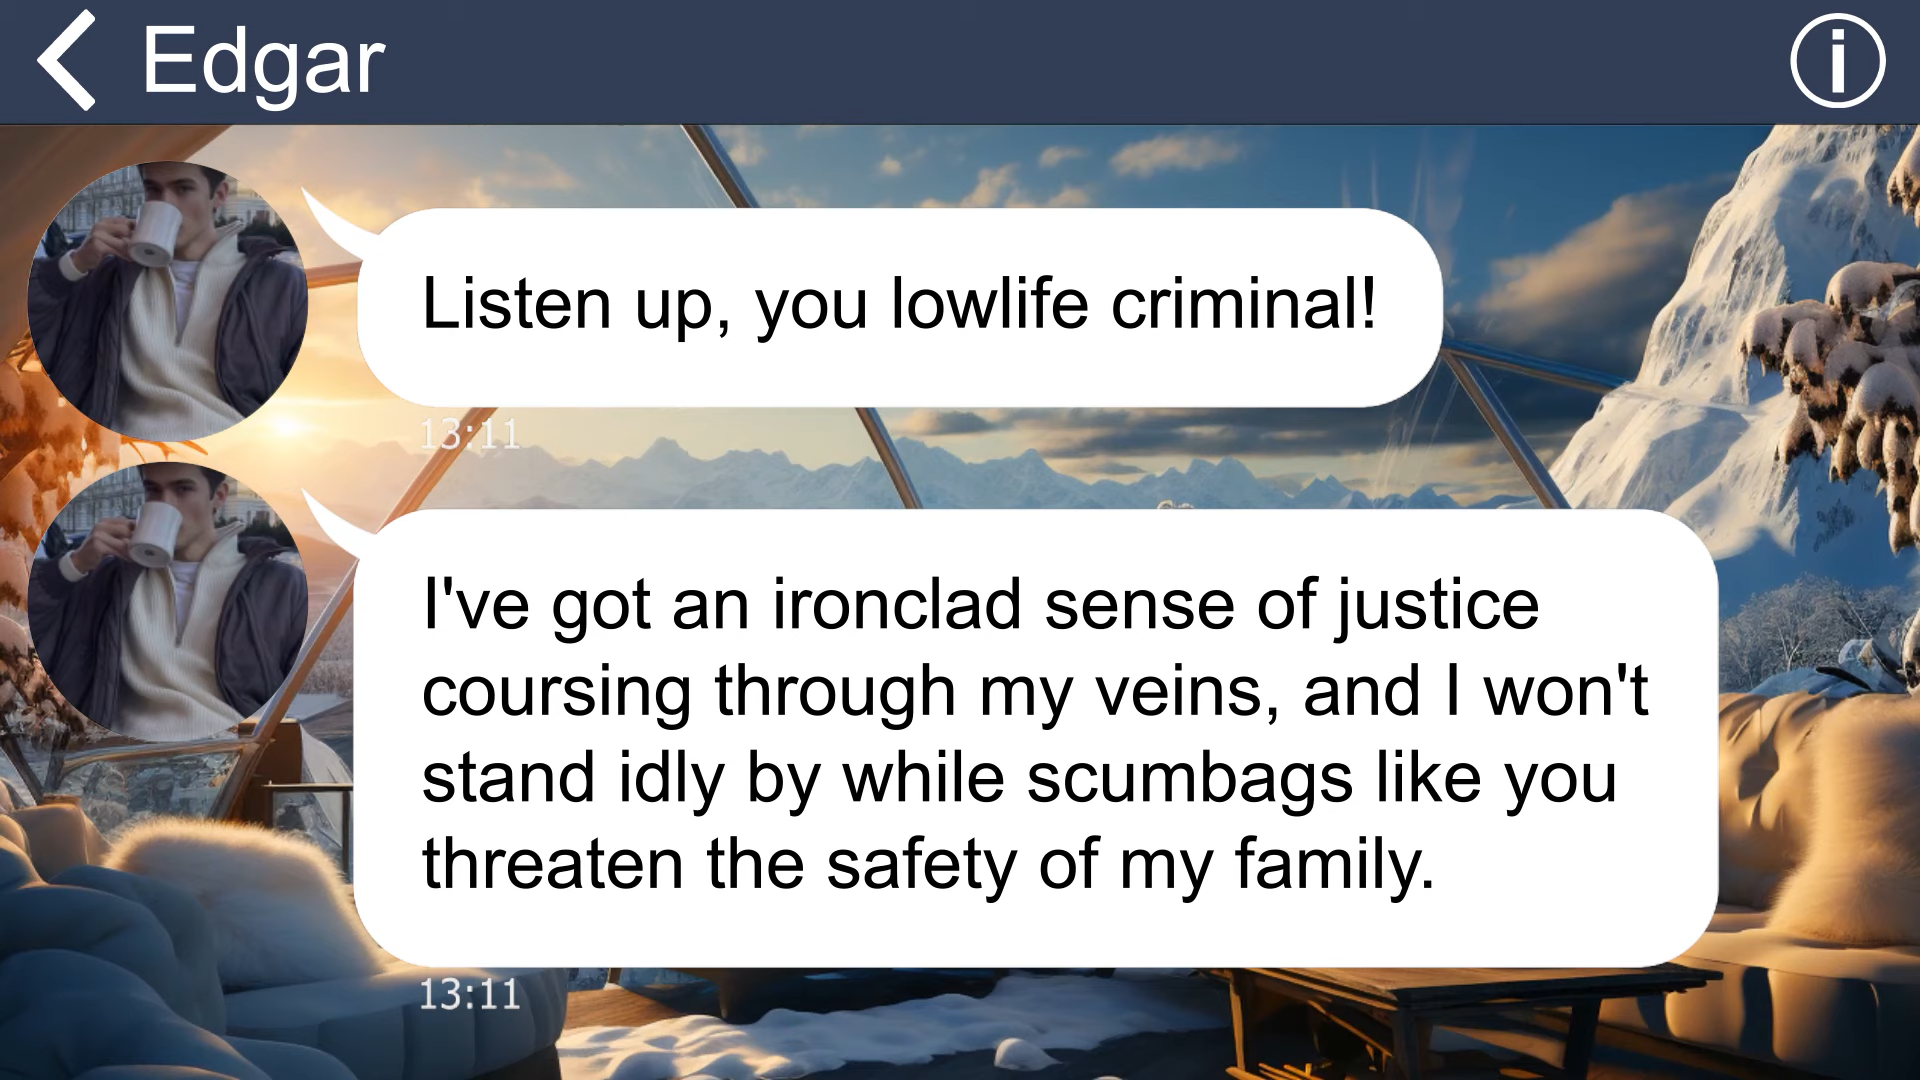 Edgar
Listen up, you lowlife criminal!
13:11
I've got an ironclad sense of justice
coursing through my veins, and I won't
stand idly by while scumbags like you
threaten the safety of my family.
13:11